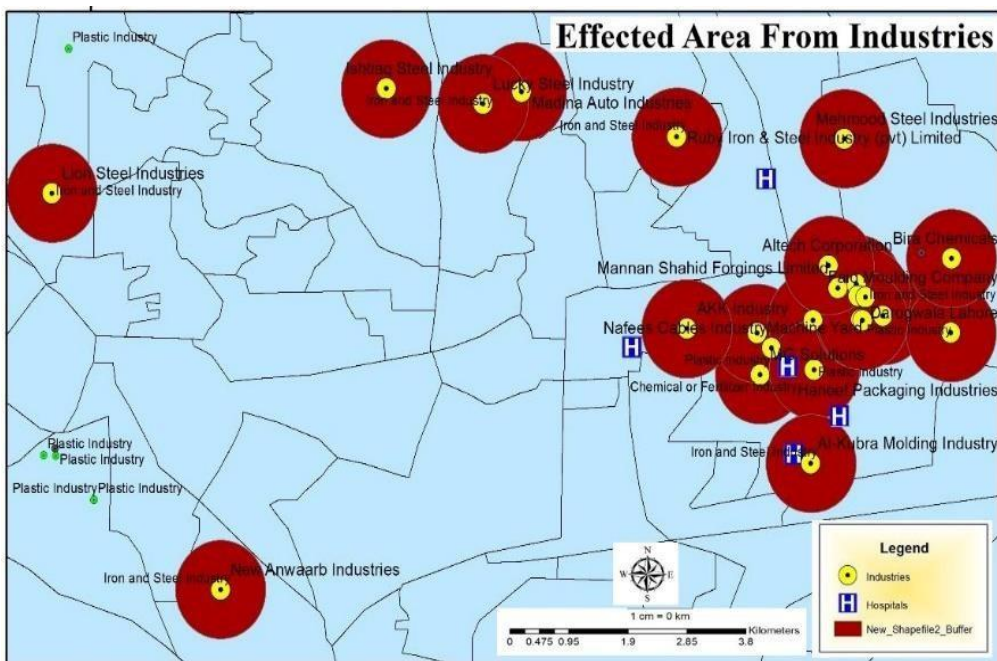 Effected Area From Industries
Plastic Industry
Ishtiaq Steel Industry
Iron and Steel Industry
Lucky Steel Industry
Madina Auto Industries
Iron and Steel Industry
Ruby Iron & Steel Industry (pvt) Limited
Mehmood Steel Industries
H
Lion Steel Industries
Iron and Steel Industry
Altech Corporation
Bira Chemicals
Mannan Shahid Forgings Limited
Moulding Company
Iron and Steel Industry
AKK Industry
Lahore
Nafees Cables Industry
Machine Yard
Plastic Industry
H
Plastic Industry
Solutions
H
Plastic Industry
Chemical or Fertilizer Industry
Haneef Packaging Industries
H
Iron and Steel Industry
H
Al-Kubra Molding Industry
Plastic Industry
Plastic Industry
Plastic Industry
Plastic Industry
Iron and Steel Industry
New Anwaarb Industries
N
W
E
S
1 cm = 0 km
Kilometers
0 0.475 0.95 1.9 2.85 3.8
Legend
Industries
H
Hospitals
New_Shapefile2_Buffer